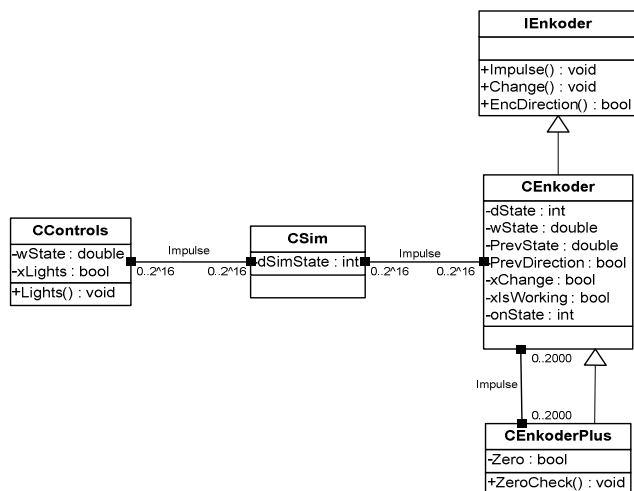 IEnkoder
+Impulse() : void
+Change() : void
+EncDirection() : bool
CEnkoder
-dState : int
-wState : double
-PrevState : double
PrevDirection : bool
-xChange : bool
-xIsWorking : bool
-onState : int
CControls
-wState : double
-xLights : bool
+Lights() : void
Impulse
0..2^16
0..2^16
CSim
-dSimState : int
Impulse
0..2^16
0..2^16
0..2000
Impulse
0..2000
CEnkoderPlus
-Zero : bool
+ZeroCheck() : void